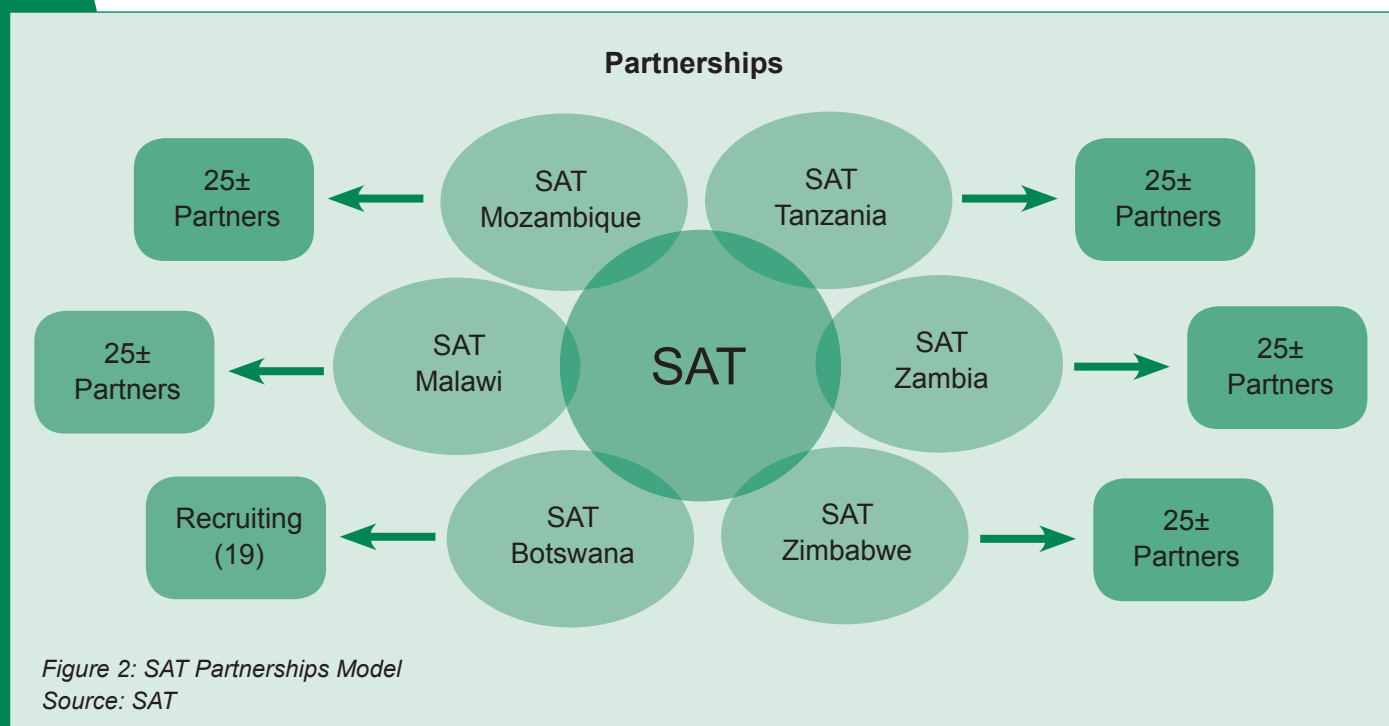 Partnerships
25±
Partners
SAT
Mozambique
SAT
Tanzania
25±
Partners
25±
Partners
SAT
Malawi
SAT
SAT
Zambia
25±
Partners
Recruiting
(19)
SAT
Botswana
SAT
Zimbabwe
25±
Partners
Figure 2: SAT Partnerships Model
Source: SAT